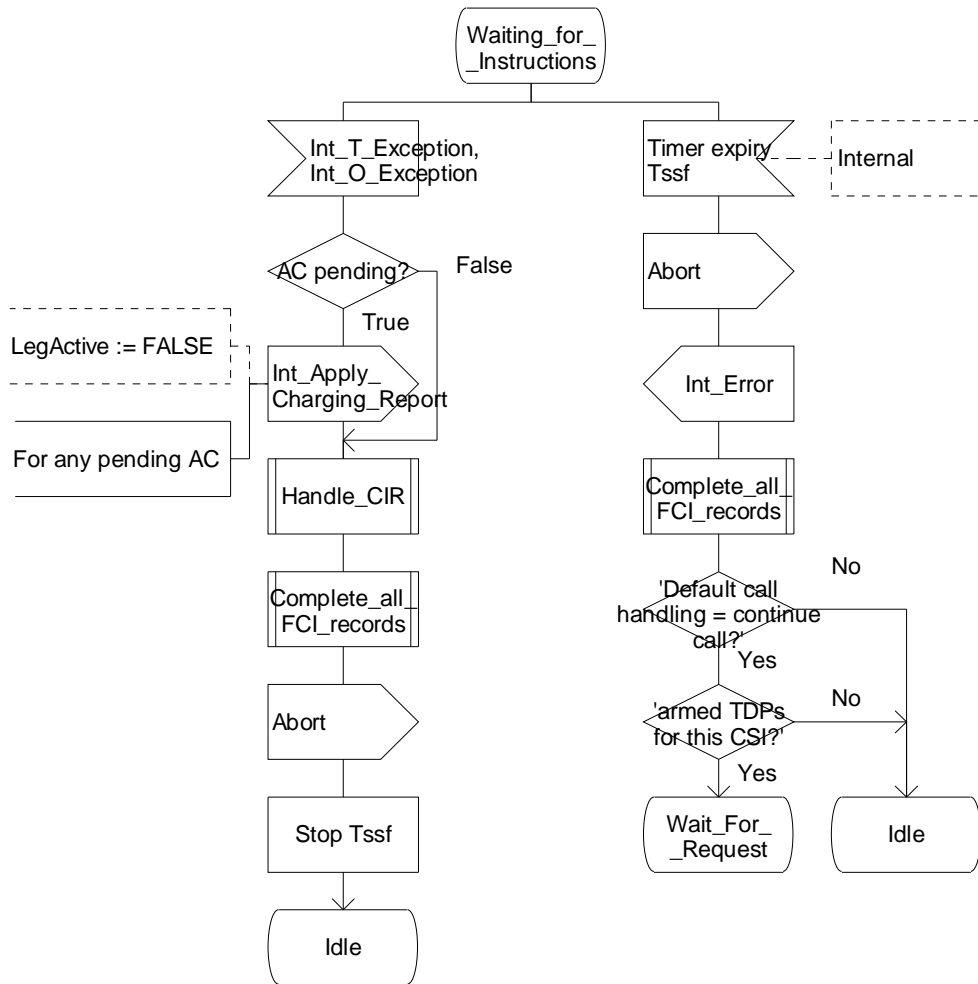 Waiting_for_
_Instructions
Int_T_Exception,
Int_O_Exception
Timer expiry
Tssf
Internal
AC pending?
False
Abort
True
LegActive := FALSE
Int_Apply_
Charging_Report
Int_Error
For any pending AC
Handle_CIR
Complete_all_
FCI_records
No
'Default call
handling = continue
call?'
Complete_all_
FCI_records
Yes
Abort
'armed TDPs
for this CSI?'
No
Yes
Stop Tssf
Wait_For_
_Request
Idle
Idle